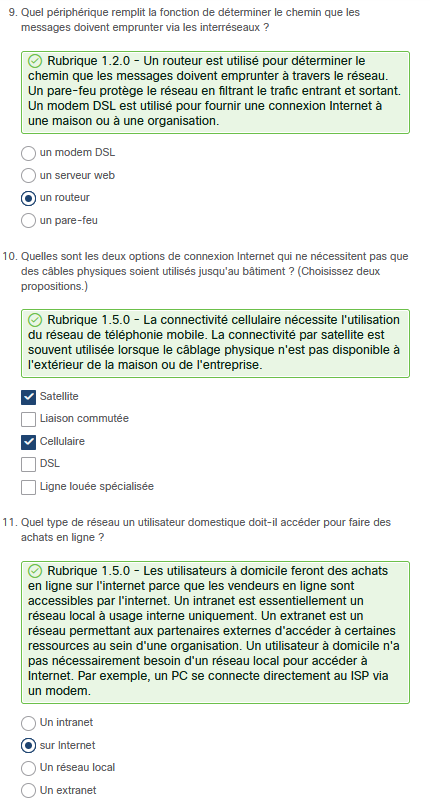 9. Quel périphérique remplit la fonction de déterminer le chemin que les
messages doivent emprunter via les interréseaux ?
Rubrique 1.2.0 - Un routeur est utilisé pour déterminer le
chemin que les messages doivent emprunter à travers le réseau.
Un pare-feu protège le réseau en filtrant le trafic entrant et sortant.
Un modem DSL est utilisé pour fournir une connexion Internet à
une maison ou à une organisation.
un modem DSL
un serveur web
un routeur
un pare-feu
10. Quelles sont les deux options de connexion Internet qui ne nécessitent pas que
des câbles physiques soient utilisés jusqu'au bâtiment ? (Choisissez deux
propositions.)
Rubrique 1.5.0 - La connectivité cellulaire nécessite l'utilisation
du réseau de téléphonie mobile. La connectivité par satellite est
souvent utilisée lorsque le câblage physique n'est pas disponible à
l'extérieur de la maison ou de l'entreprise.
Satellite
Liaison commutée
Cellulaire
DSL
Ligne louée spécialisée
11. Quel type de réseau un utilisateur domestique doit-il accéder pour faire des
achats en ligne ?
Rubrique 1.5.0 - Les utilisateurs à domicile feront des achats
en ligne sur l'internet parce que les vendeurs en ligne sont
accessibles par l'internet. Un intranet est essentiellement un
réseau local à usage interne uniquement. Un extranet est un
réseau permettant aux partenaires externes d'accéder à certaines
ressources au sein d'une organisation. Un utilisateur à domicile n'a
pas nécessairement besoin d'un réseau local pour accéder à
Internet. Par exemple, un PC se connecte directement au ISP via
un modem.
Un intranet
sur Internet
Un réseau local
Un extranet